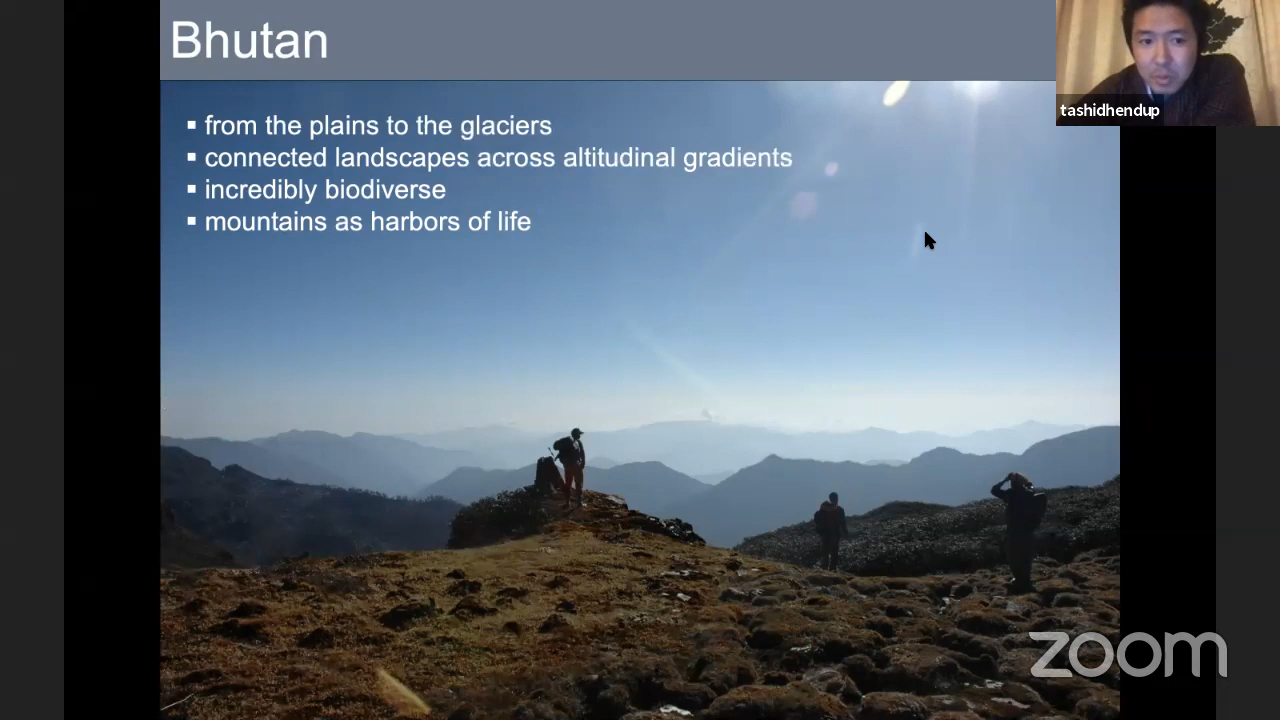 Bhutan
tashidhendup
▪ from the plains to the glaciers
▪ connected landscapes across altitudinal gradients
▪ incredibly biodiverse
▪ mountains as harbors of life
zoom